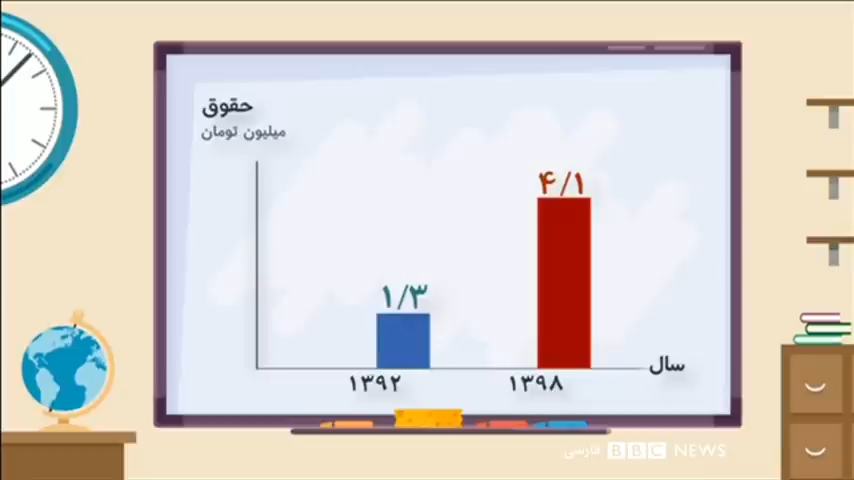 حقوق
میلیون تومان
۴/۱
۱/۳
۱۳۹۲
۱۳۹۸
سال
BBC NEWS فارسی